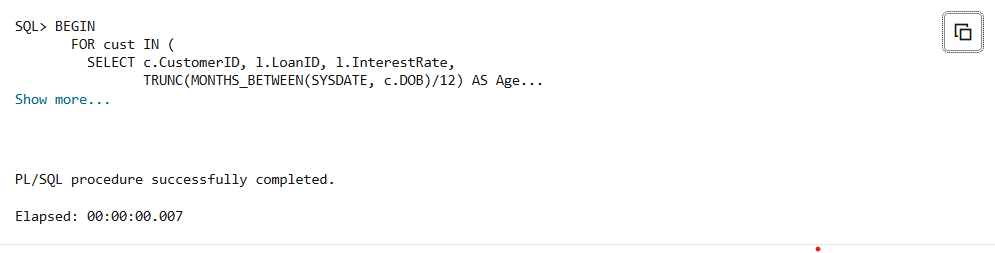 SQL> BEGIN
FOR cust IN (
SELECT c.CustomerID, l.LoanID, l.InterestRate,
TRUNC(MONTHS_BETWEEN(SYSDATE, c.DOB)/12) AS Age...
Show more...
PL/SQL procedure successfully completed.
Elapsed: 00:00:00.007